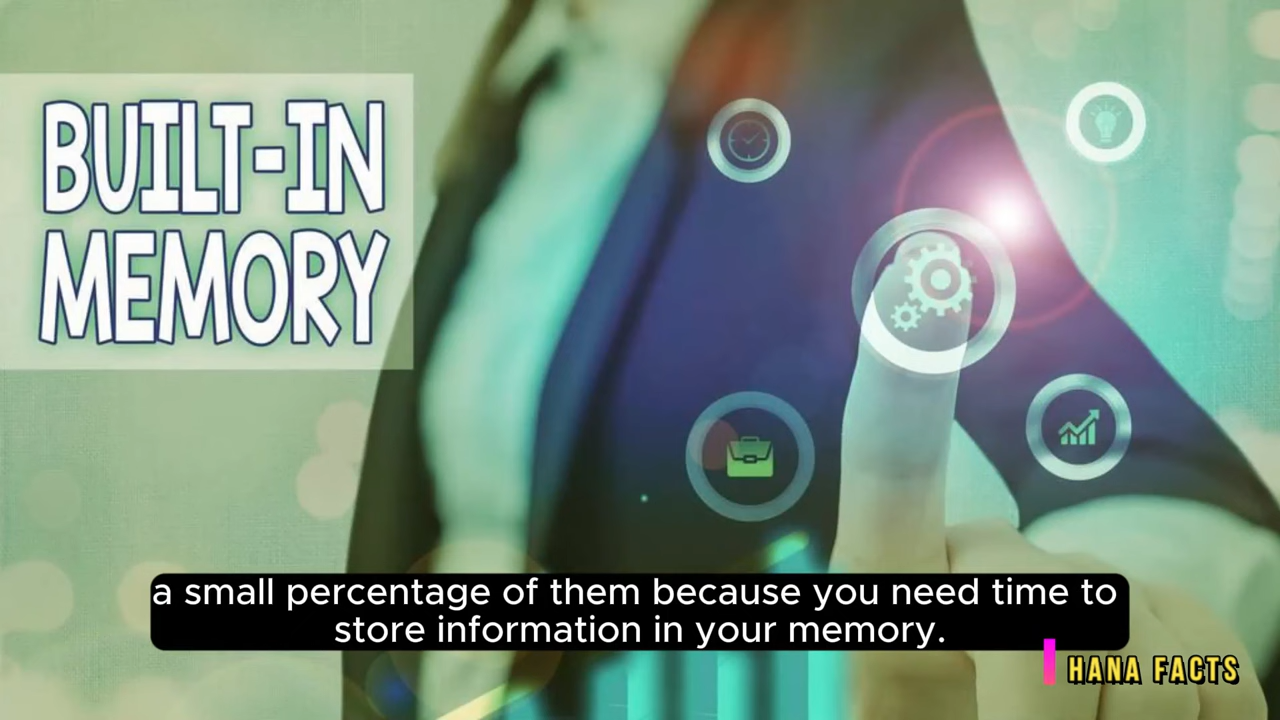 BUILT-IN
MEMORY
a small percentage of them because you need time to
store information in your memory.
HANA FACTS